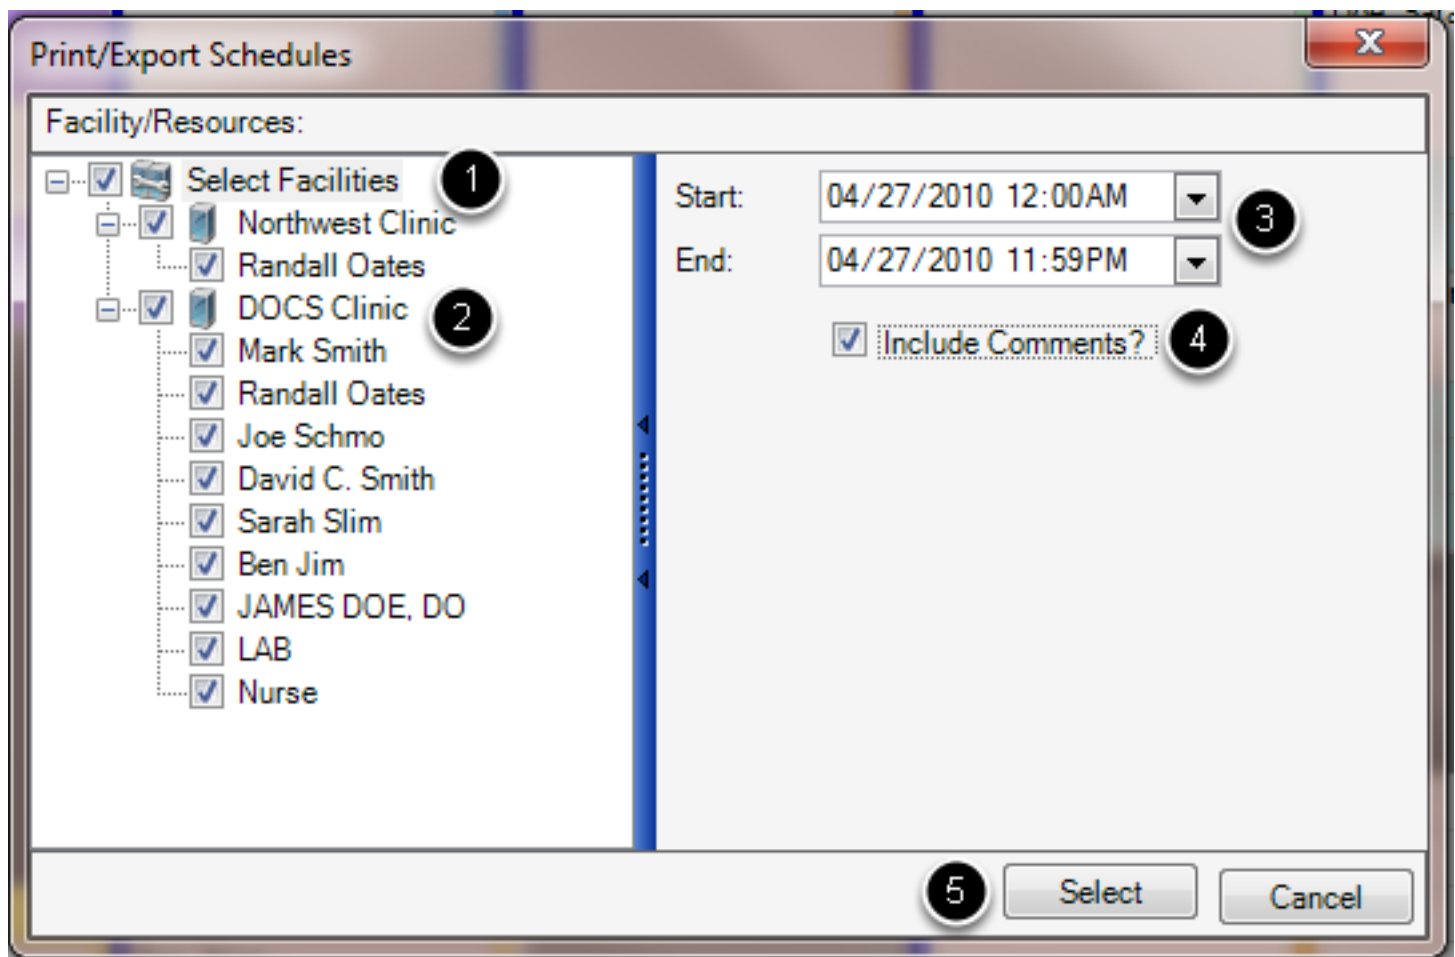 Print/Export Schedules
X
Facility/Resources:
Select Facilities
1
Northwest Clinic
Randall Oates
DOCS Clinic
2
Mark Smith
Randall Oates
Joe Schmo
David C. Smith
Sarah Slim
Ben Jim
JAMES DOE, DO
LAB
Nurse
Start: 04/27/2010 12:00AM
3
End: 04/27/2010 11:59PM
Include Comments? 4
5 Select Cancel